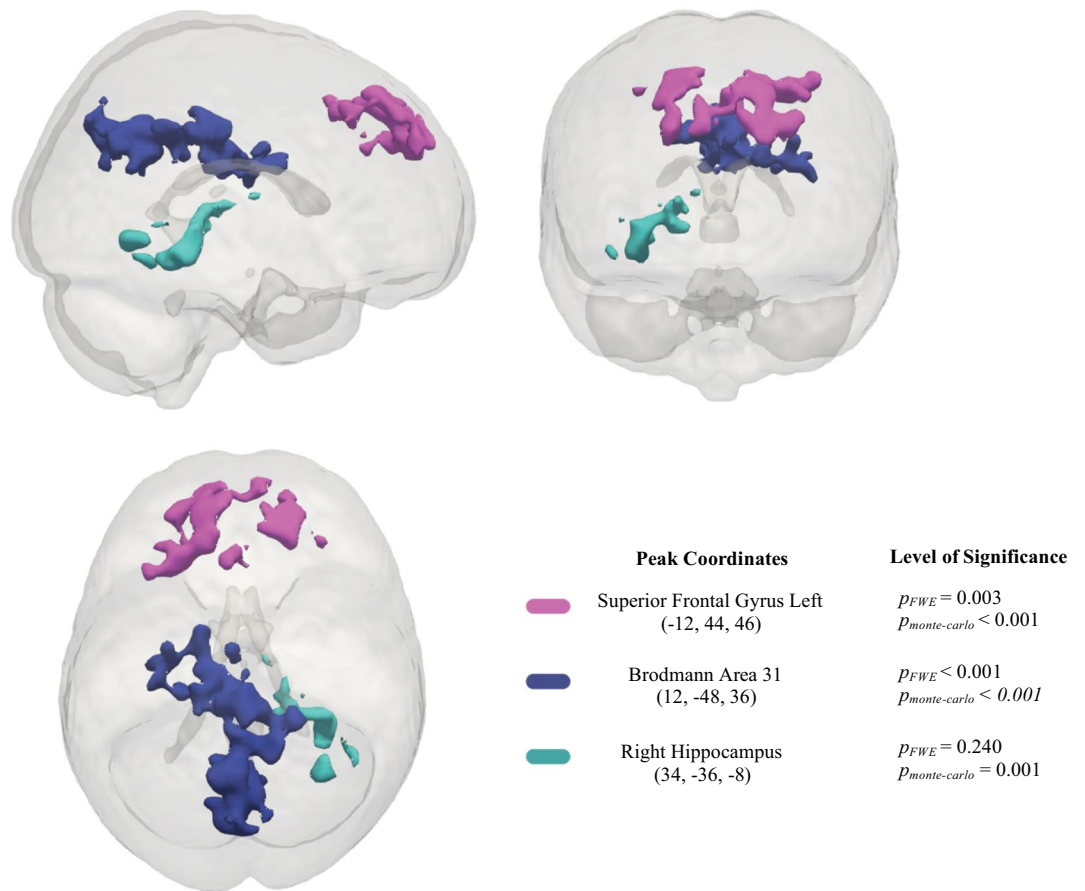 Peak Coordinates Level of Significance
Superior Frontal Gyrus Left
(-12, 44, 46)
pFWE = 0.003
pmonte-carlo < 0.001
Brodmann Area 31
(12, -48, 36)
pFWE < 0.001
pmonte-carlo < 0.001
Right Hippocampus
(34, -36, -8)
pFWE = 0.240
pmonte-carlo = 0.001